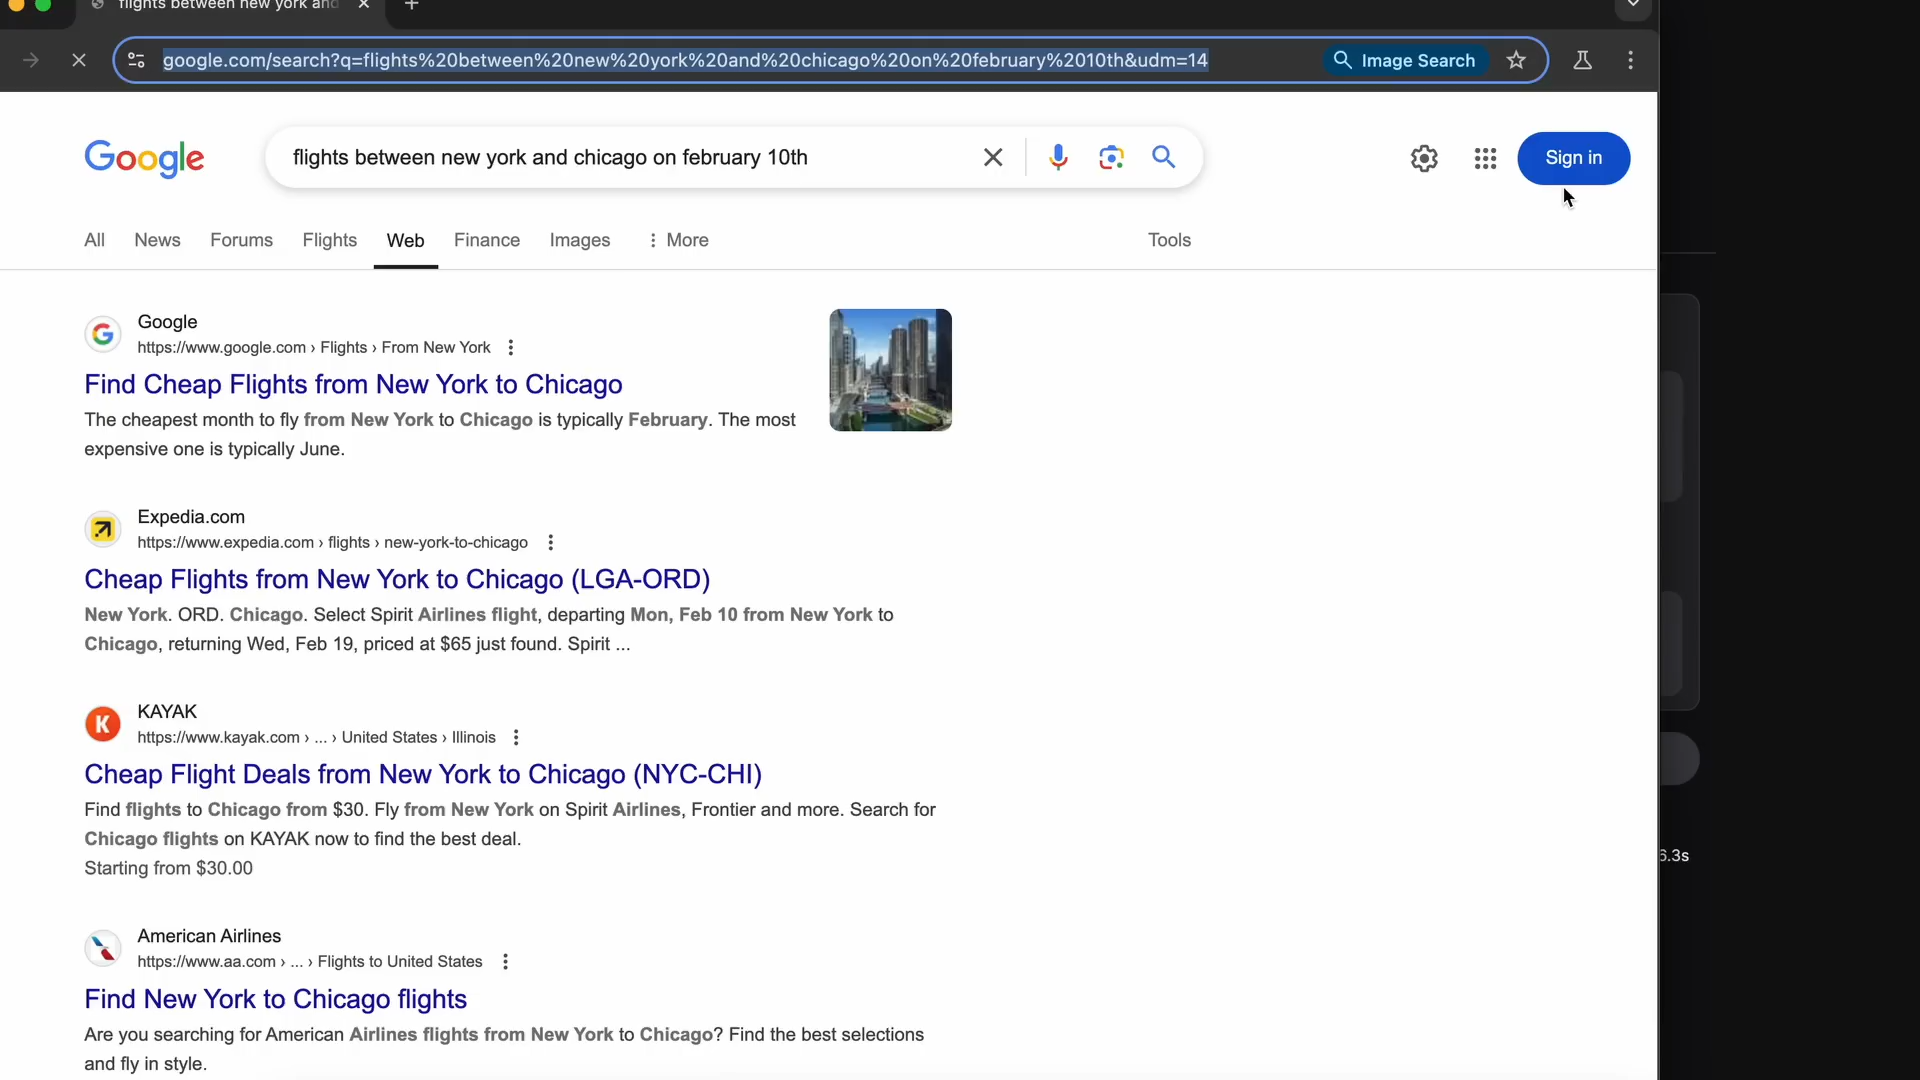 flights between new york and
google.com/search?q=flights%20between%20new%20york%20and%20chicago%20on%20february%2010th&udm=14
Image Search
Google
flights between new york and chicago on february 10th
Sign in
All
News
Forums
Flights
Web
Finance
Images
More
Tools
Google
https://www.google.com › Flights › From New York
Find Cheap Flights from New York to Chicago
The cheapest month to fly from New York to Chicago is typically February. The most
expensive one is typically June.
Expedia.com
https://www.expedia.com › flights › new-york-to-chicago
Cheap Flights from New York to Chicago (LGA-ORD)
New York. ORD. Chicago. Select Spirit Airlines flight, departing Mon, Feb 10 from New York to
Chicago, returning Wed, Feb 19, priced at $65 just found. Spirit ...
K
KAYAK
https://www.kayak.com › ... › United States › Illinois
Cheap Flight Deals from New York to Chicago (NYC-CHI)
Find flights to Chicago from $30. Fly from New York on Spirit Airlines, Frontier and more. Search for
Chicago flights on KAYAK now to find the best deal.
Starting from $30.00
6.3s
American Airlines
https://www.aa.com › ... › Flights to United States
Find New York to Chicago flights
Are you searching for American Airlines flights from New York to Chicago? Find the best selections
and fly in style.